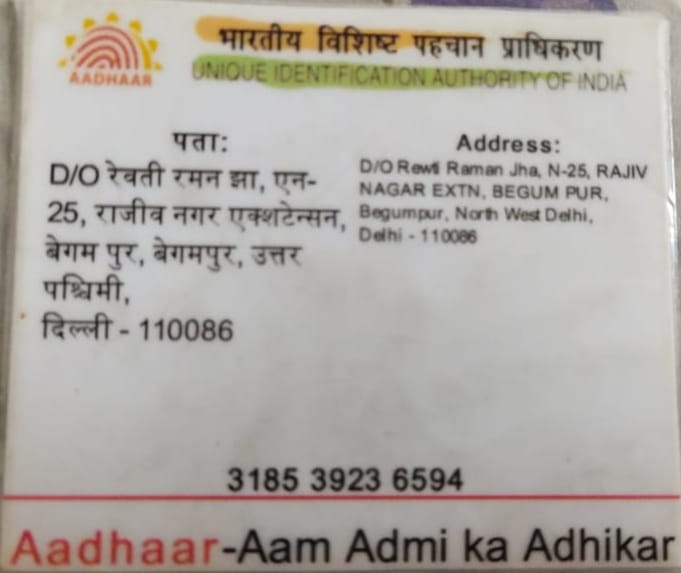 भारतीय विशिष्ट पहचान प्राधिकरण
AADHAAR
UNIQUE IDENTIFICATION AUTHORITY OF INDIA
पता:
D/O रेवती रमन झा, एन-
25, राजीव नगर एक्शटेन्सन,
बेगम पुर, बेगमपुर, उत्तर
पश्चिमी,
दिल्ली - 110086
Address:
D/O Rewti Raman Jha, N-25, RAJIV
NAGAR EXTN, BEGUM PUR,
Begumpur, North West Delhi,
Delhi - 110086
3185 3923 6594
Aadhaar-Aam Admi ka Adhikar